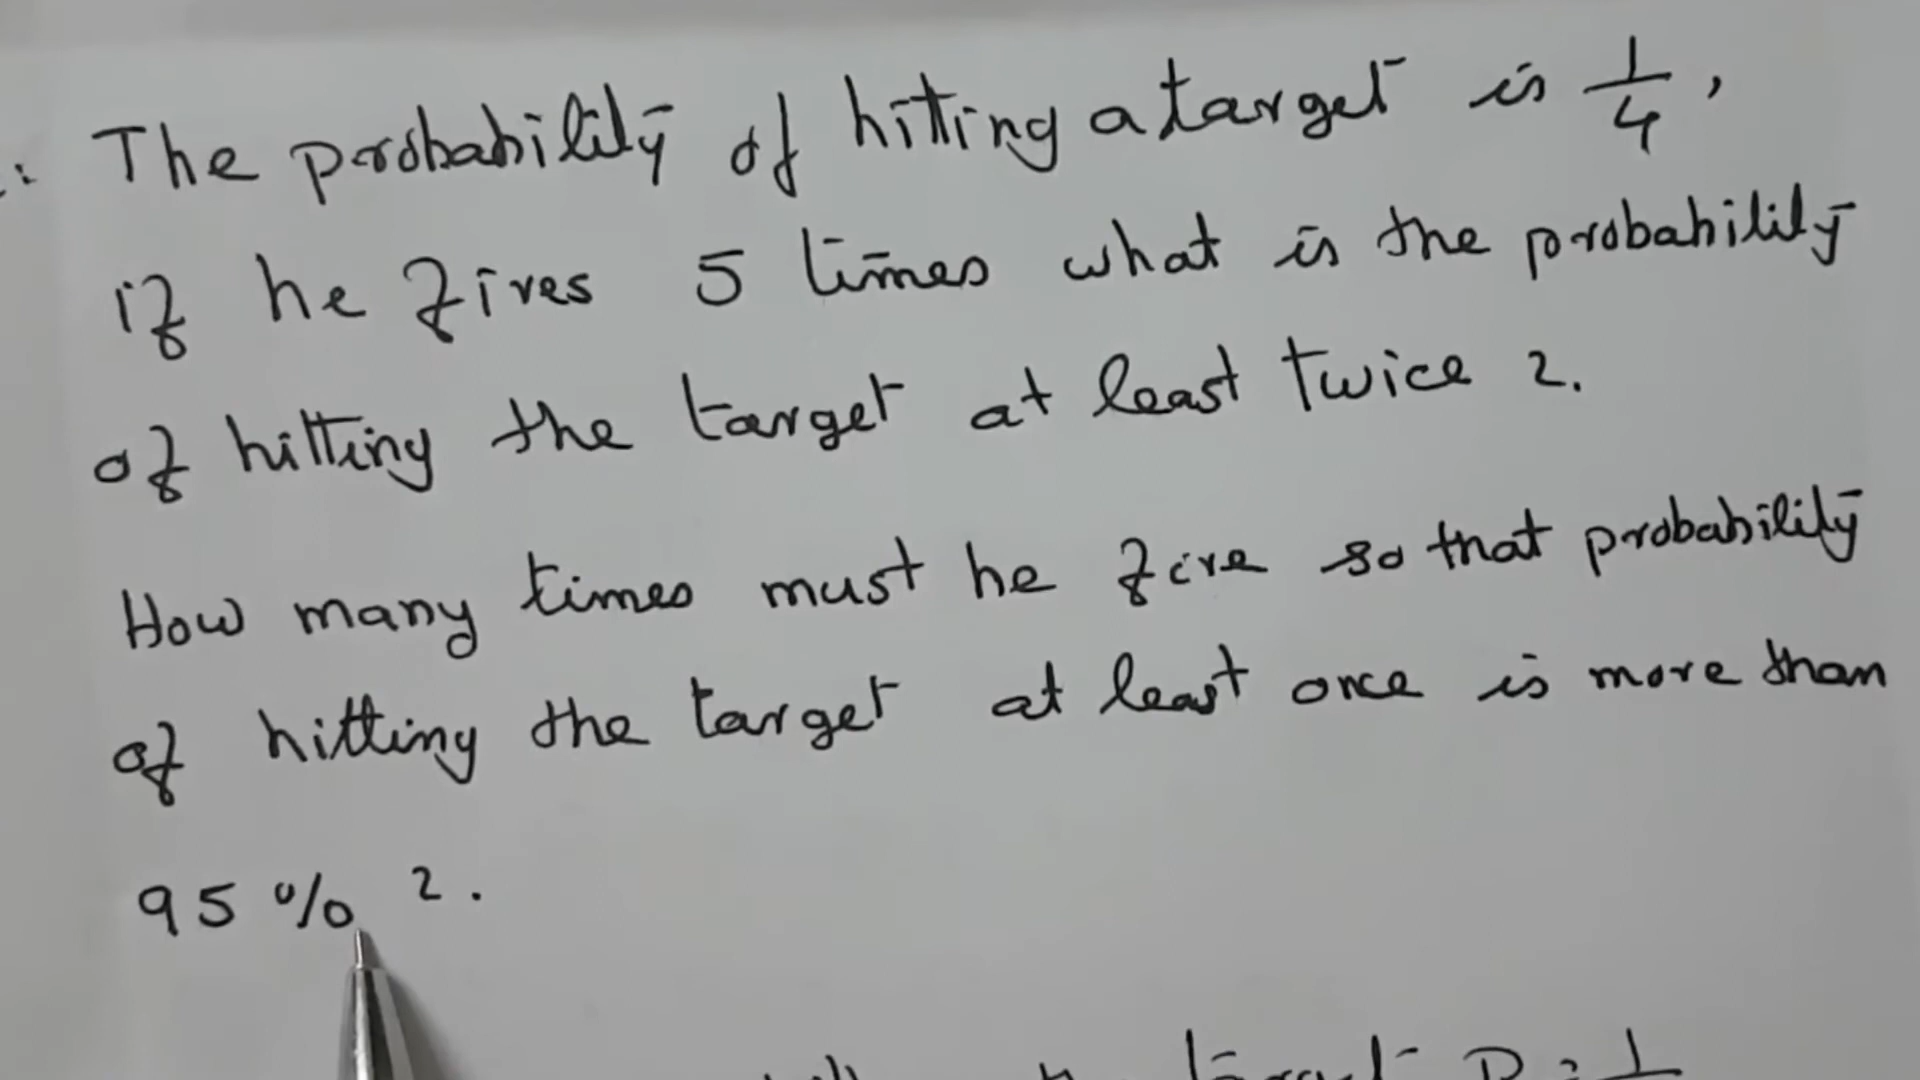 The probability of hitting a target is 1/4,
if he fires 5 times what is the probability
of hitting the target at least twice ?.
How many times must he fire so that probability
of hitting the target at least once is more than
95% ?.
target P = 1